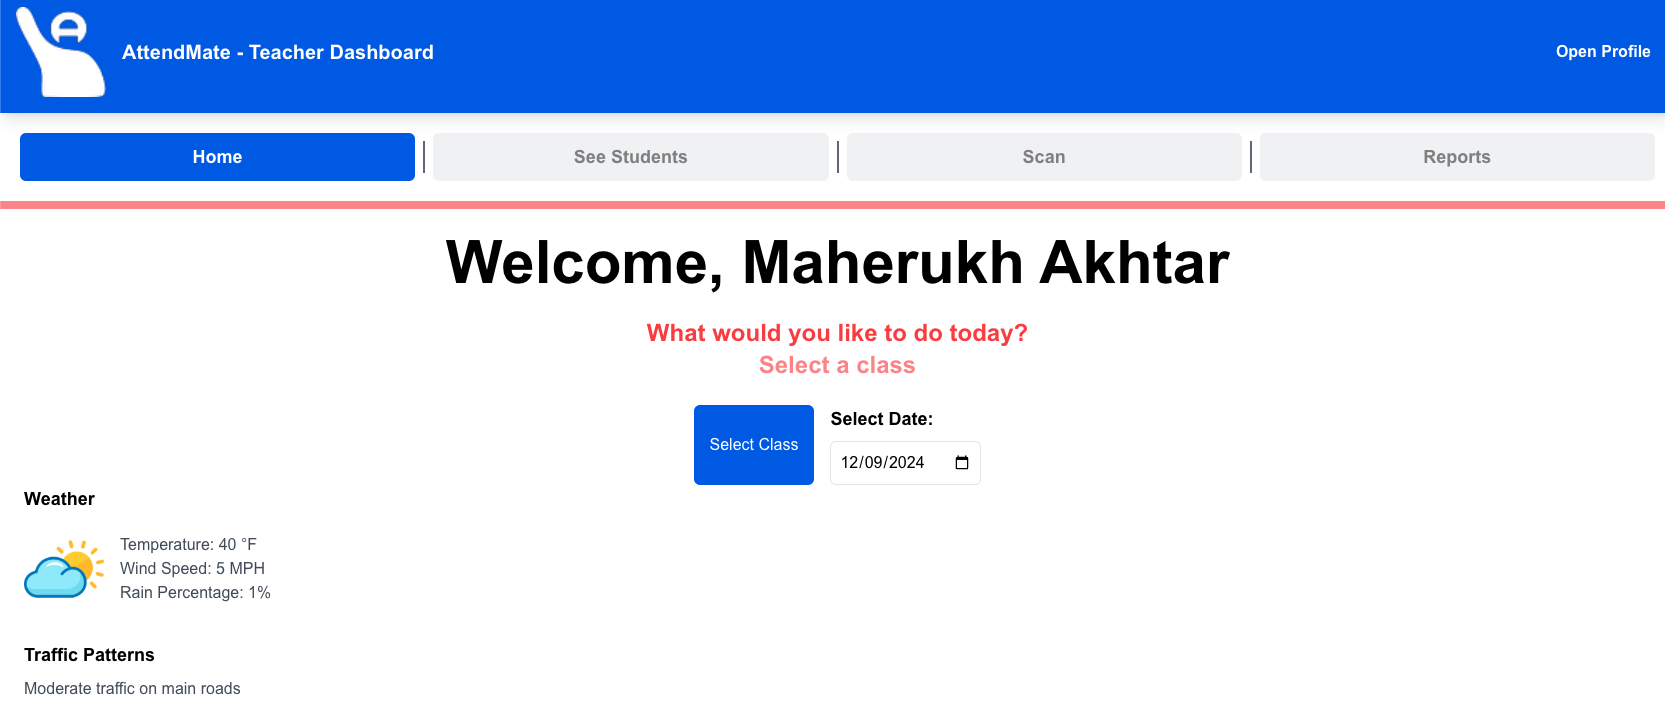 AttendMate - Teacher Dashboard
Open Profile
Home
See Students
Scan
Reports
Welcome, Maherukh Akhtar
What would you like to do today?
Select a class
Select Class
Select Date:
12/09/2024
Weather
Temperature: 40 °F
Wind Speed: 5 MPH
Rain Percentage: 1%
Traffic Patterns
Moderate traffic on main roads